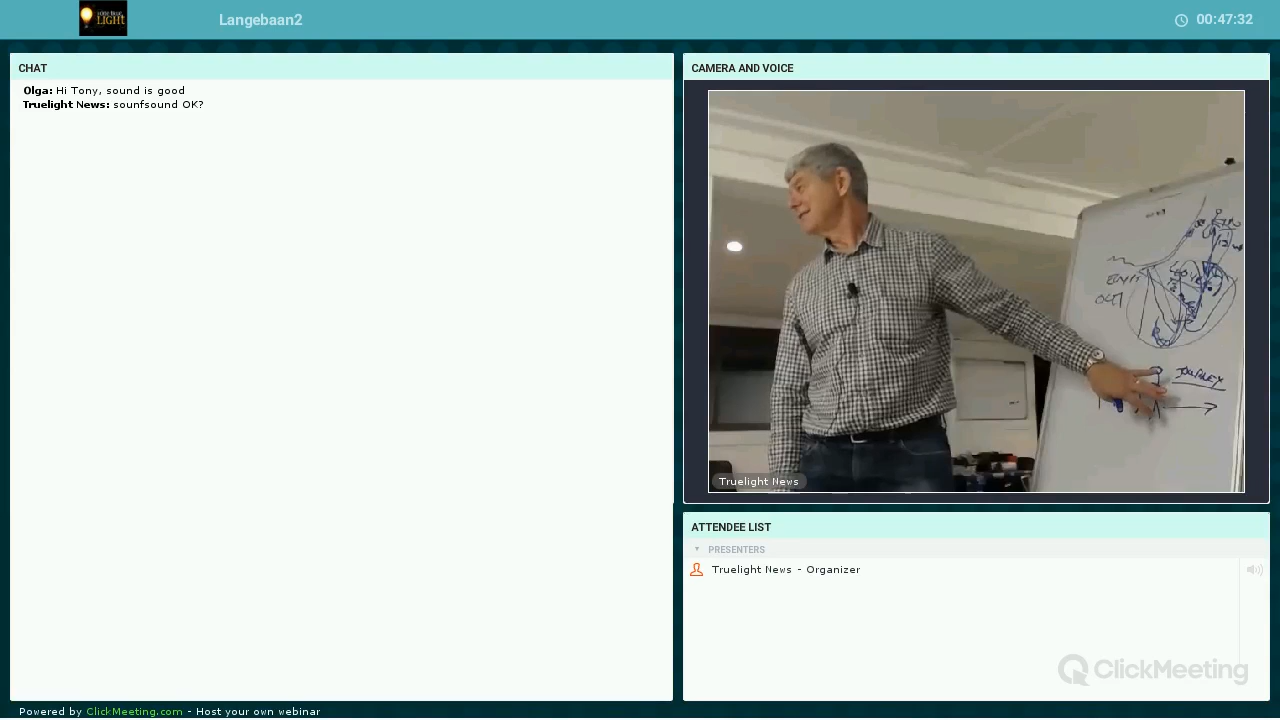 LIGHT
Langebaan2
00:47:32
CHAT
Olga: Hi Tony, sound is good
Truelight News: sounfsound OK?
CAMERA AND VOICE
JOURNEY
Truelight News
ATTENDEE LIST
PRESENTERS
Truelight News - Organizer
ClickMeeting
Powered by ClickMeeting.com - Host your own webinar